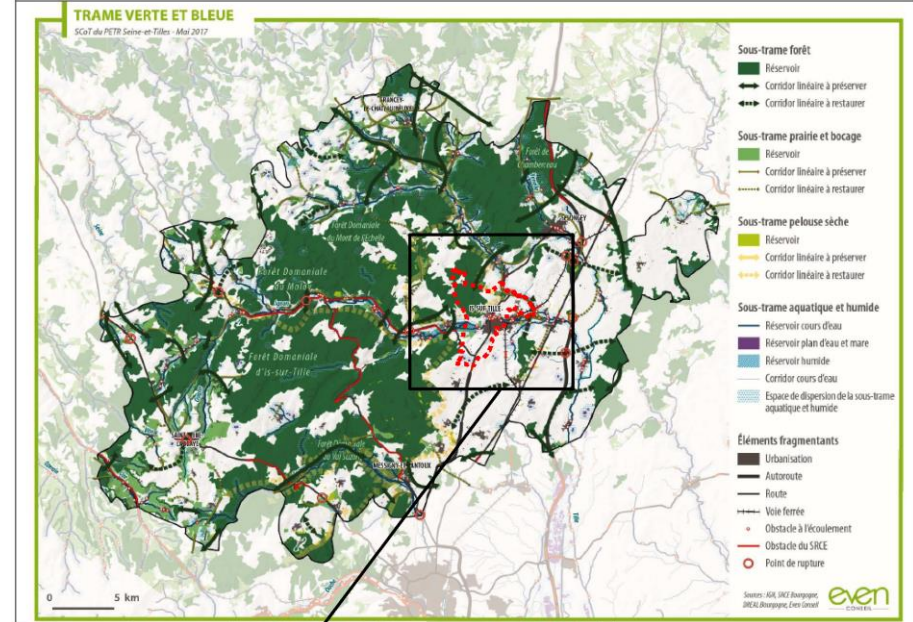 TRAME VERTE ET BLEUE
SCoT du PETR Seine-et-Tilles - Mai 2017
Forêt de
Forêt Domaniale
du Mont de l'Echelle
Forêt Domaniale
Forêt Domaniale
d'is-sur-Tille
IS-SUR-TILLE
0 5 km
Sous-trame forêt
Réservoir
Corridor linéaire à préserver
Corridor linéaire à restaurer
Sous-trame prairie et bocage
Réservoir
Corridor linéaire à préserver
Corridor linéaire à restaurer
Sous-trame pelouse sèche
Réservoir
Corridor linéaire à préserver
Corridor linéaire à restaurer
Sous-trame aquatique et humide
Réservoir cours d'eau
Réservoir plan d'eau et mare
Réservoir humide
Corridor cours d'eau
Espace de dispersion de la sous-trame
aquatique et humide
Éléments fragmentants
Urbanisation
Autoroute
Route
Voie ferrée
Obstacle à l'écoulement
Obstacle du SRCE
Point de rupture
Sources : IGN, SRCE Bourgogne,
DREAL Bourgogne, Even Conseil
even
CONSEIL